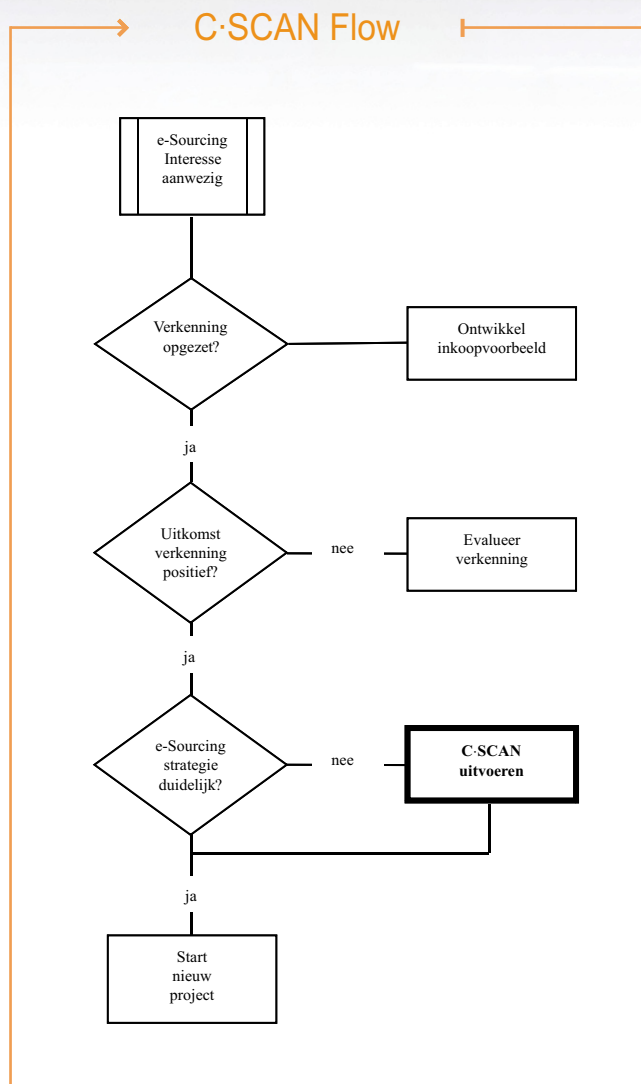 C·SCAN Flow
e-Sourcing
Interesse
aanwezig
Verkenning
opgezet?
Ontwikkel
inkoopvoorbeeld
ja
Uitkomst
verkenning
positief?
nee
Evalueer
verkenning
ja
e-Sourcing
strategie
duidelijk?
nee
C·SCAN
uitvoeren
ja
Start
nieuw
project